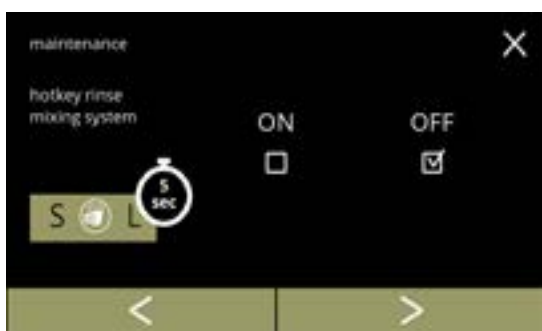 maintenance
hotkey rinse
mixing system
ON
OFF
5
sec
S
L